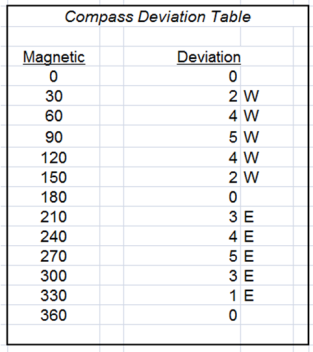 Compass Deviation Table
Magnetic Deviation
0 0
30 2 W
60 4 W
90 5 W
120 4 W
150 2 W
180 0
210 3 E
240 4 E
270 5 E
300 3 E
330 1 E
360 0